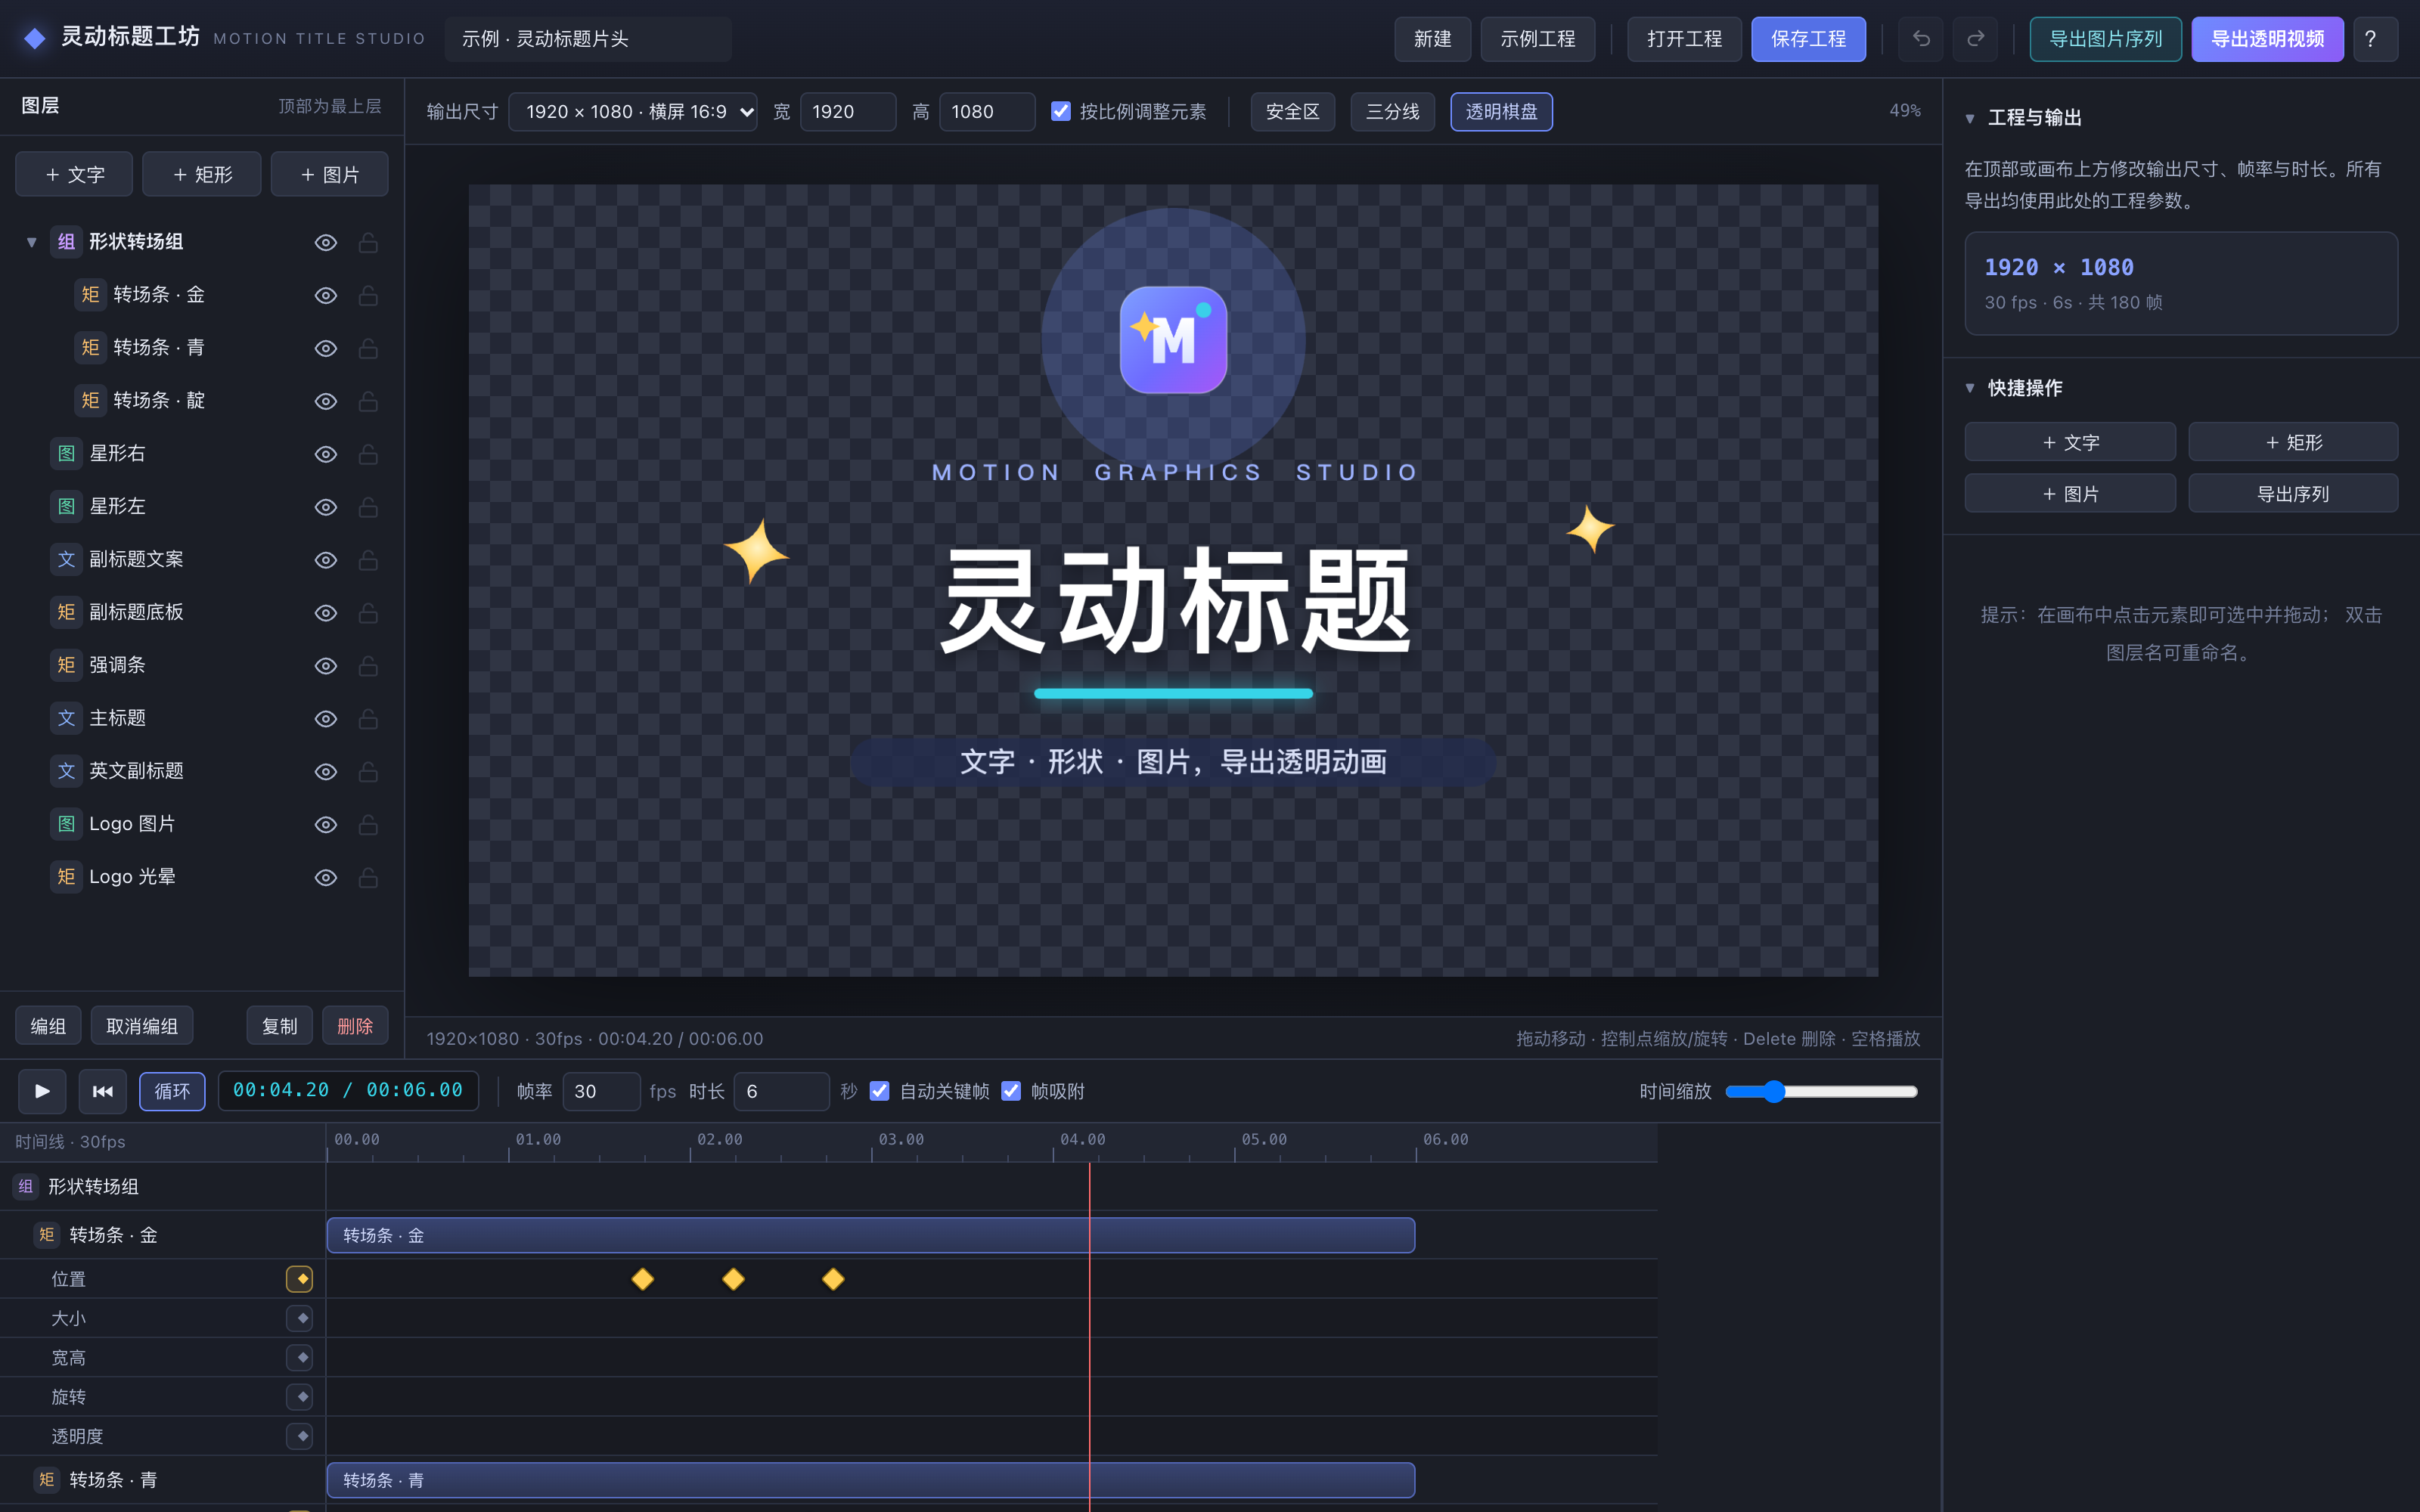 灵动标题工坊 MOTION TITLE STUDIO 示例 · 灵动标题片头 新建 示例工程 打开工程 保存工程 导出图片序列 导出透明视频 ?
图层 顶部为最上层
+ 文字 + 矩形 + 图片
组 形状转场组
矩 转场条 · 金
矩 转场条 · 青
矩 转场条 · 靛
图 星形右
图 星形左
文 副标题文案
矩 副标题底板
矩 强调条
文 主标题
文 英文副标题
图 Logo 图片
矩 Logo 光晕
编组 取消编组 复制 删除
输出尺寸 1920 × 1080 · 横屏 16:9 宽 1920 高 1080 按比例调整元素 安全区 三分线 透明棋盘 49%
M
MOTION GRAPHICS STUDIO
灵动标题
文字 · 形状 · 图片，导出透明动画
1920×1080 · 30fps · 00:04.20 / 00:06.00 拖动移动 · 控制点缩放/旋转 · Delete 删除 · 空格播放
工程与输出
在顶部或画布上方修改输出尺寸、帧率与时长。所有
导出均使用此处的工程参数。
1920 × 1080
30 fps · 6s · 共 180 帧
快捷操作
+ 文字 + 矩形
+ 图片 导出序列
提示：在画布中点击元素即可选中并拖动； 双击
图层名可重命名。
循环 00:04.20 / 00:06.00 帧率 30 fps 时长 6 秒 自动关键帧 帧吸附 时间缩放
时间线 · 30fps 00.00 01.00 02.00 03.00 04.00 05.00 06.00
组 形状转场组
矩 转场条 · 金 转场条 · 金
位置
大小
宽高
旋转
透明度
矩 转场条 · 青 转场条 · 青